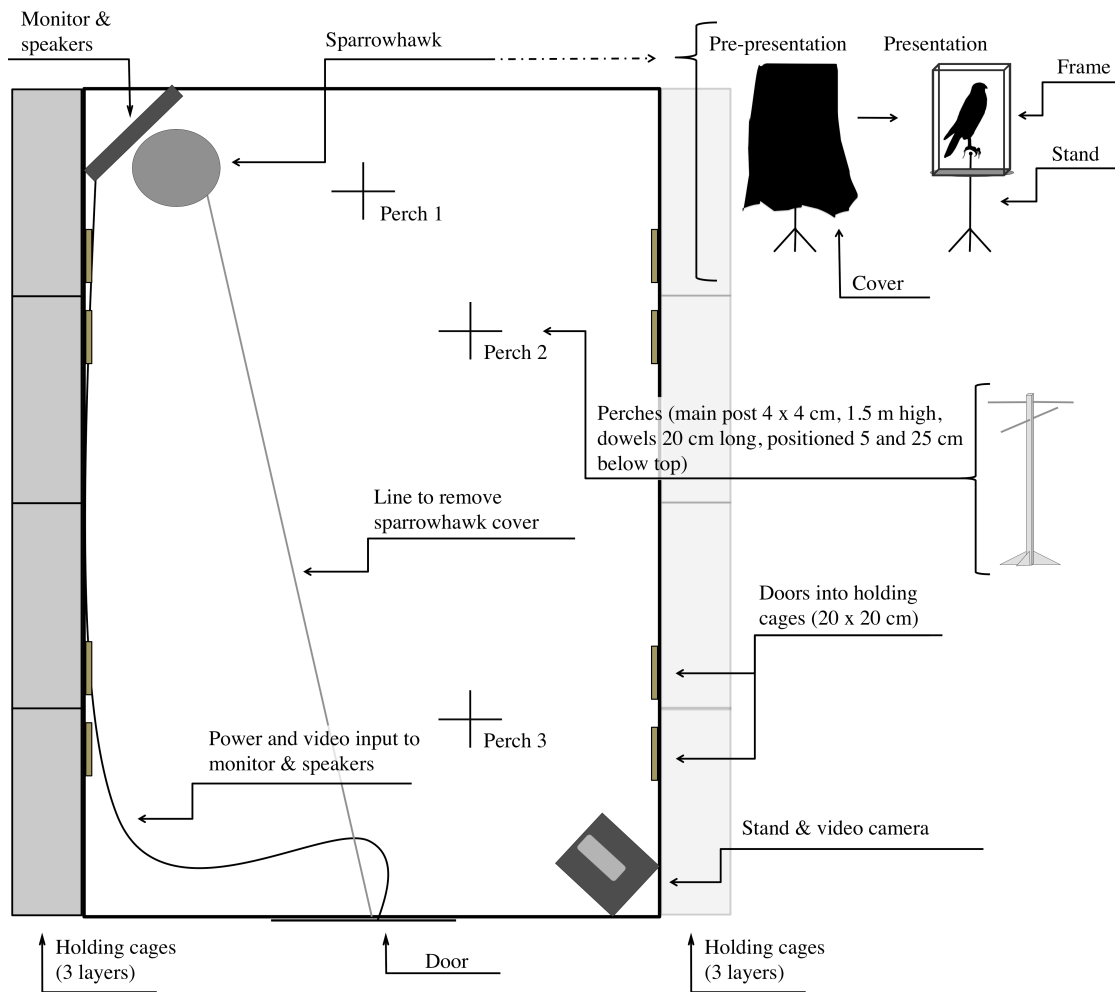 Monitor &
speakers
Sparrowhawk
Pre-presentation
Presentation
Frame
Stand
Cover
Perch 1
Perch 2
Perches (main post 4 x 4 cm, 1.5 m high,
dowels 20 cm long, positioned 5 and 25 cm
below top)
Line to remove
sparrowhawk cover
Doors into holding
cages (20 x 20 cm)
Perch 3
Power and video input to
monitor & speakers
Stand & video camera
Holding cages
(3 layers)
Door
Holding cages
(3 layers)